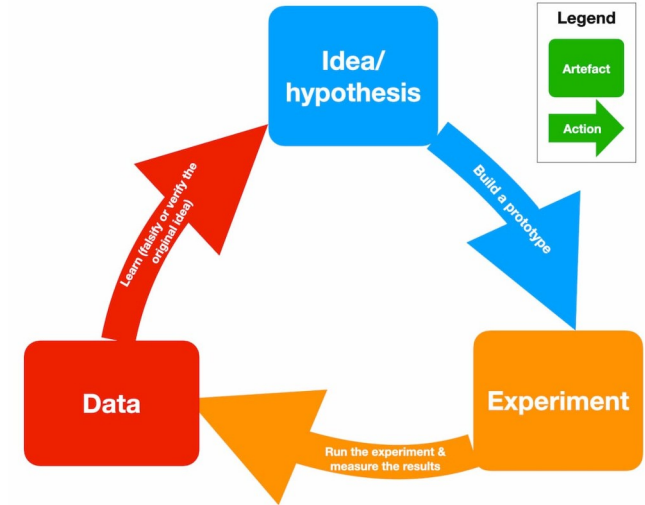 Idea/
hypothesis
Legend
Artefact
Action
Build a prototype
Learn (falsify or verify the
original idea)
Data
Experiment
Run the experiment &
measure the results